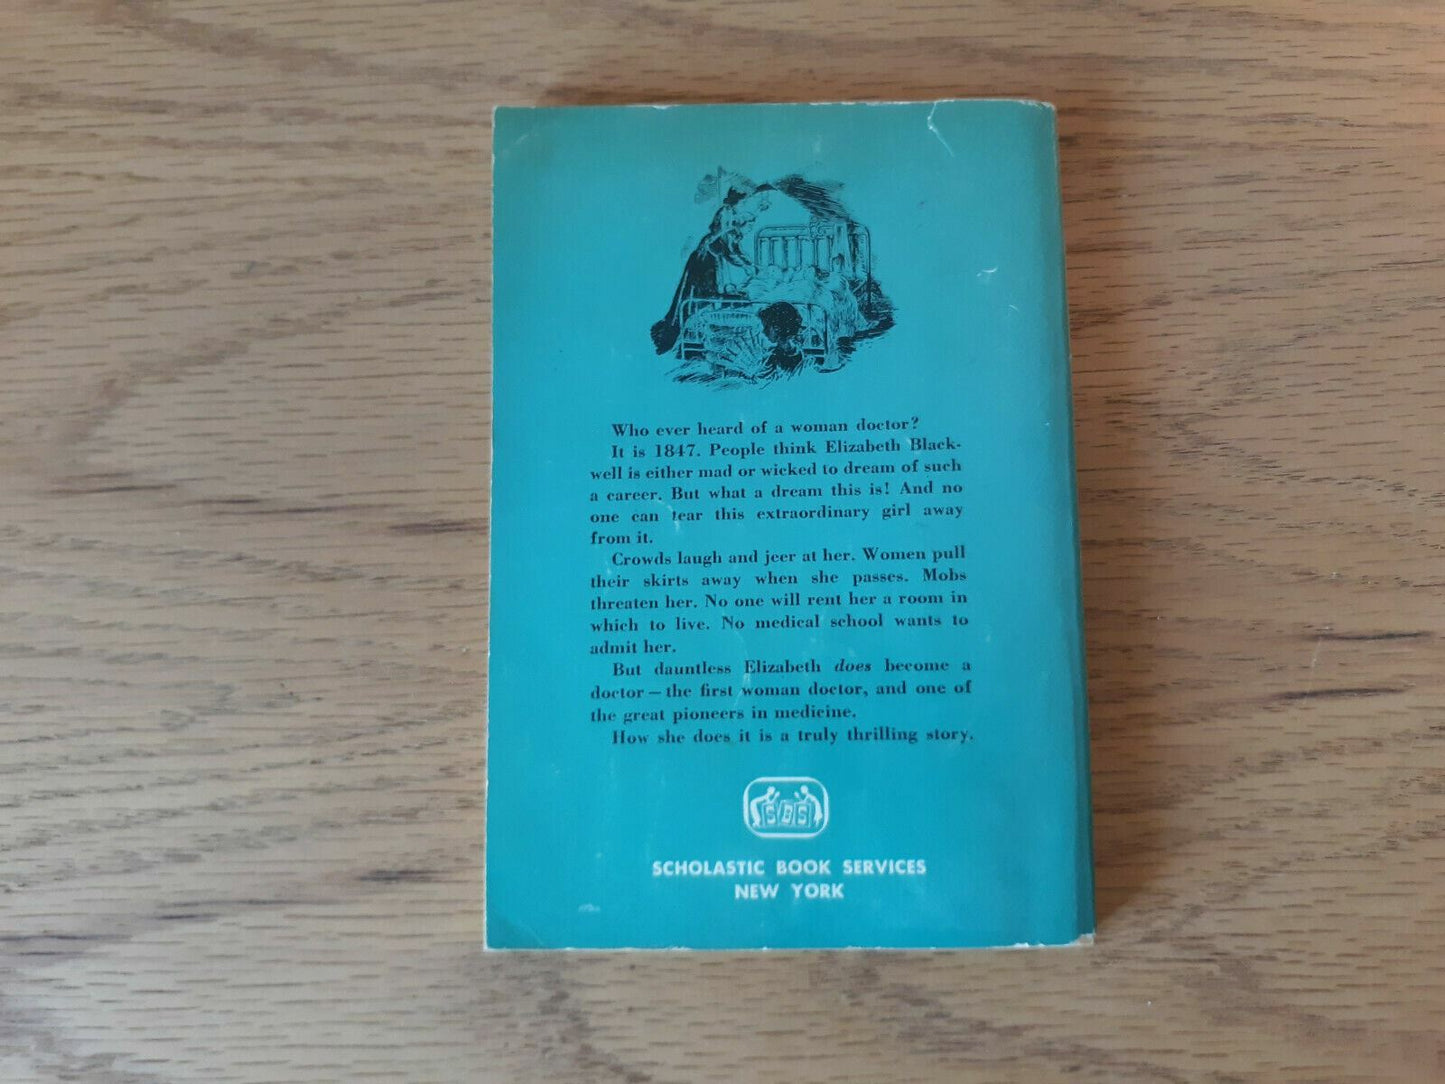 Who ever heard of a woman doctor?
It is 1847. People think Elizabeth Black-
well is either mad or wicked to dream of such
a career. But what a dream this is! And no
one can tear this extraordinary girl away
from it.
Crowds laugh and jeer at her. Women pull
their skirts away when she passes. Mobs
threaten her. No one will rent her a room in
which to live. No medical school wants to
admit her.
But dauntless Elizabeth does become a
doctor — the first woman doctor, and one of
the great pioneers in medicine.
How she does it is a truly thrilling story.
SBS
SCHOLASTIC BOOK SERVICES
NEW YORK